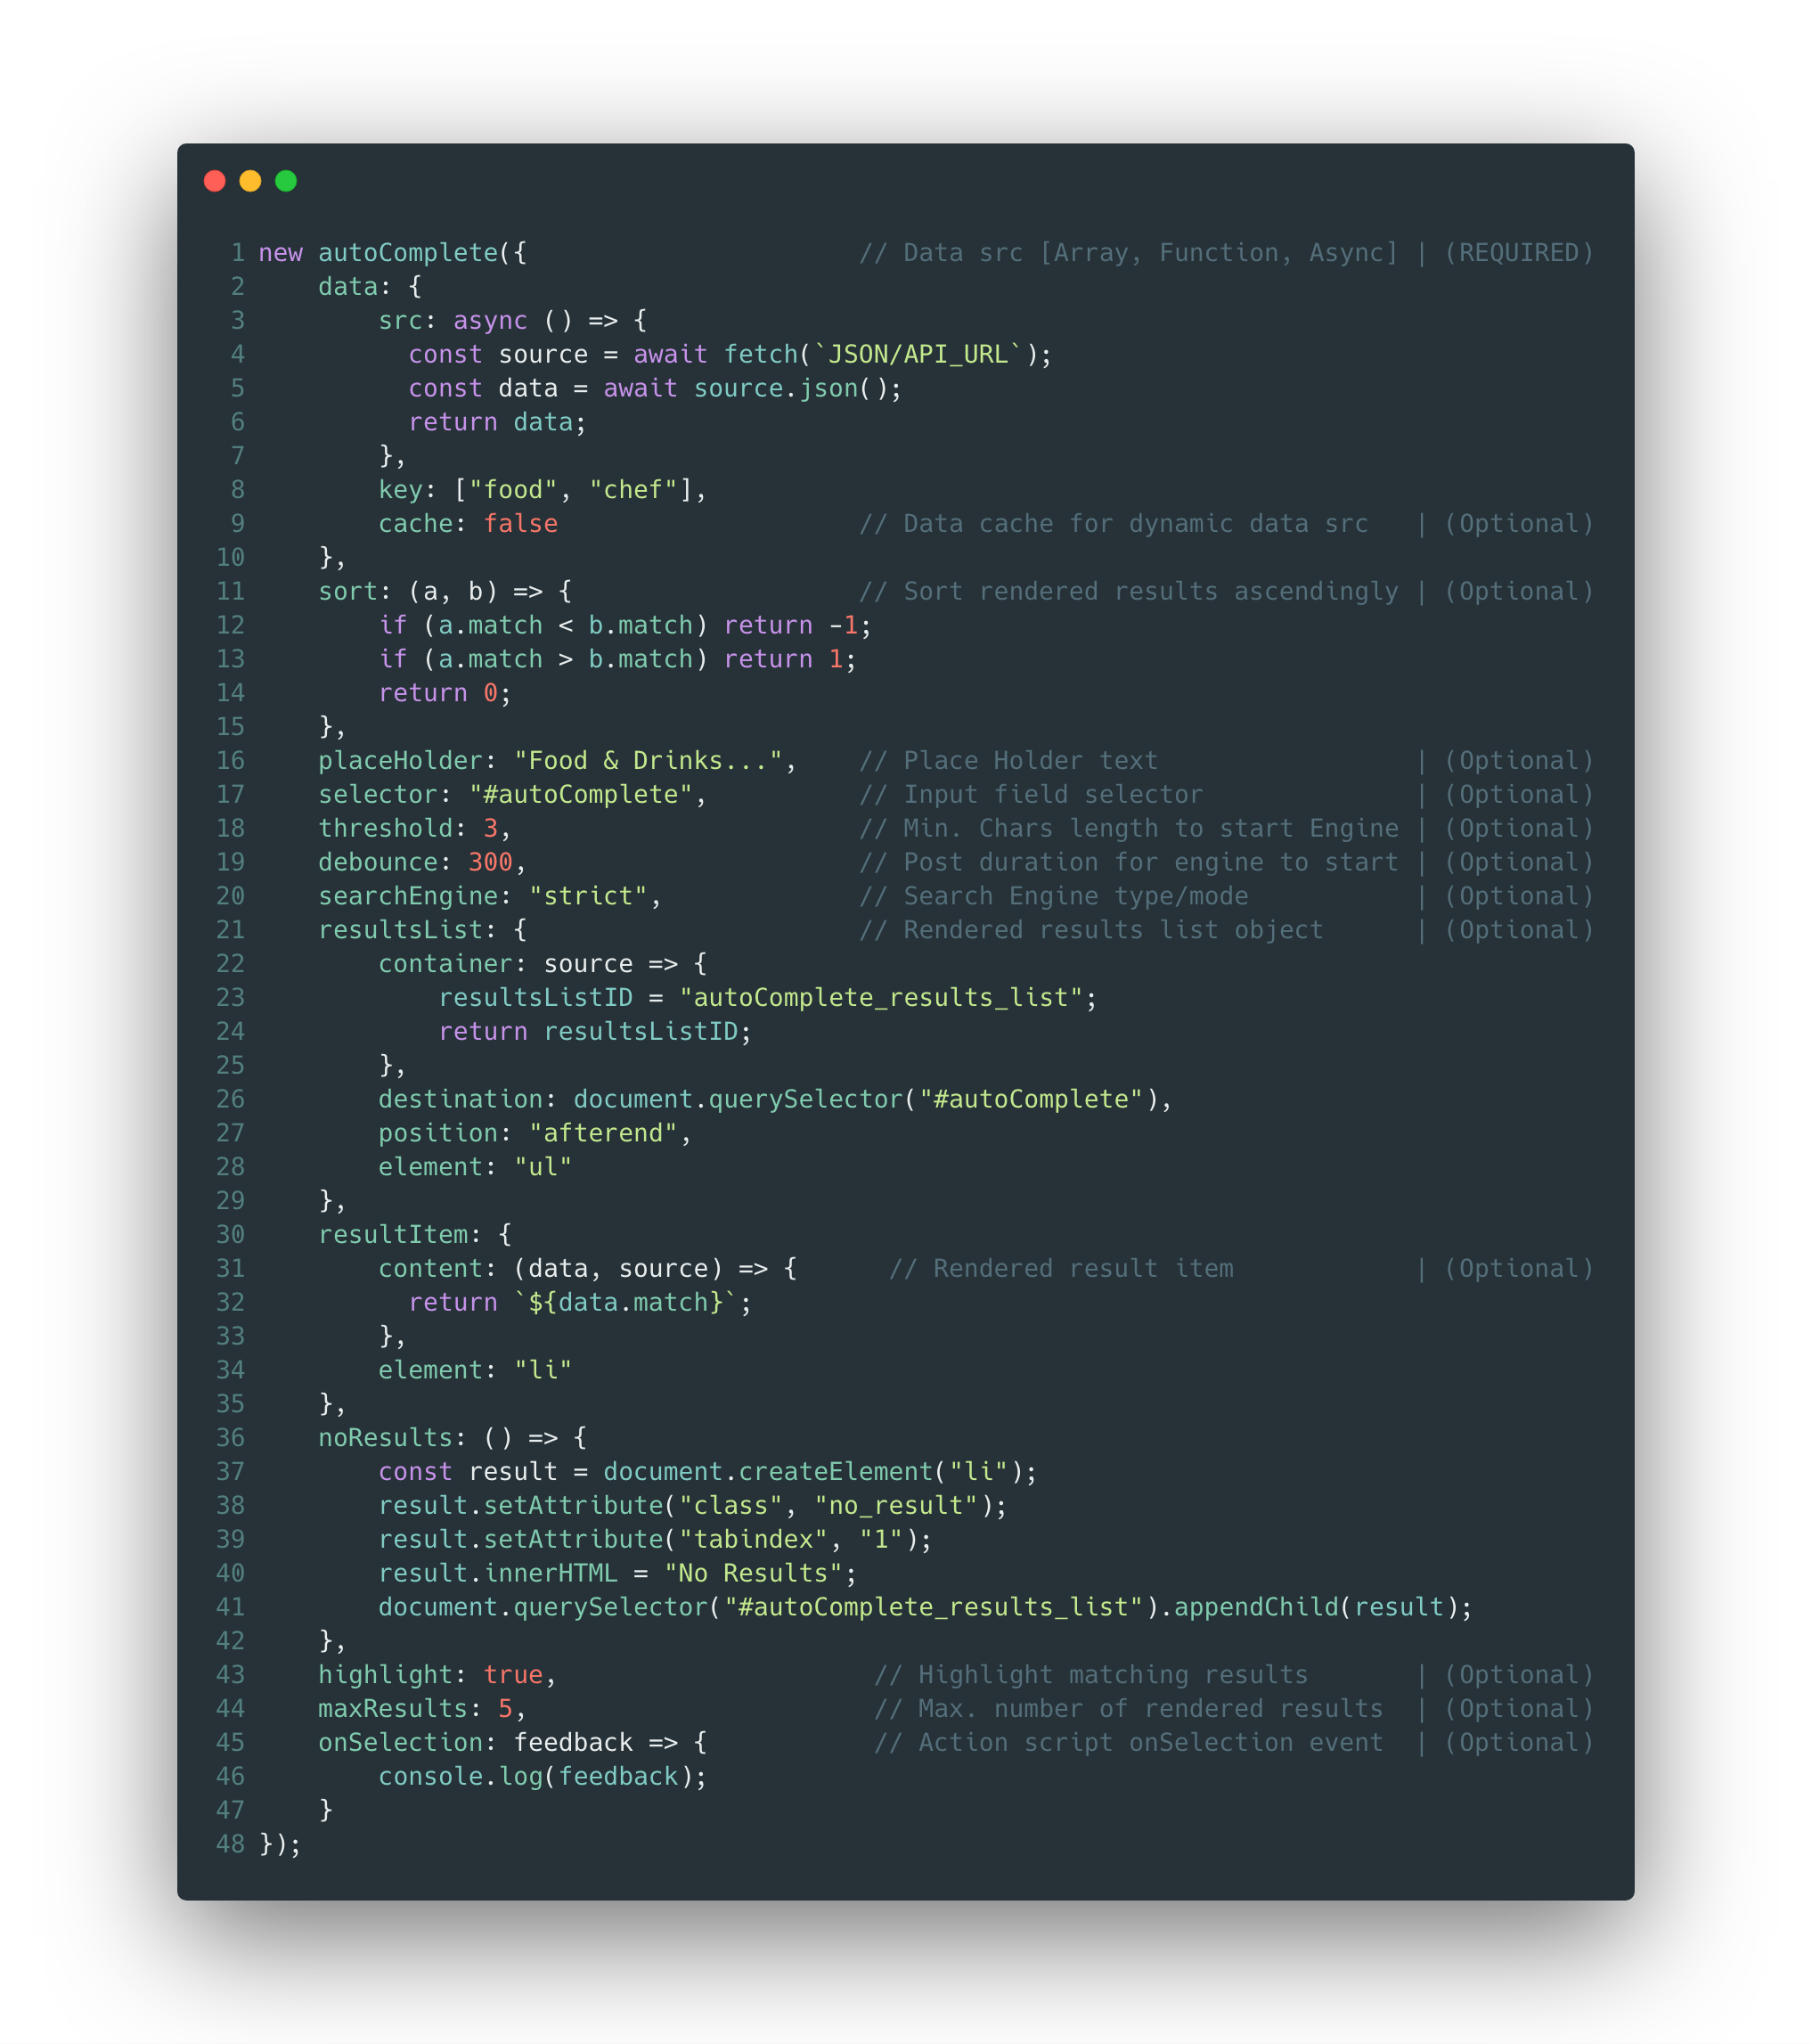 1 new autoComplete({                      // Data src [Array, Function, Async] | (REQUIRED)
2     data: {
3         src: async () => {
4           const source = await fetch(`JSON/API_URL`);
5           const data = await source.json();
6           return data;
7         },
8         key: ["food", "chef"],
9         cache: false                    // Data cache for dynamic data src   | (Optional)
10     },
11     sort: (a, b) => {                   // Sort rendered results ascendingly | (Optional)
12         if (a.match < b.match) return -1;
13         if (a.match > b.match) return 1;
14         return 0;
15     },
16     placeHolder: "Food & Drinks...",    // Place Holder text                 | (Optional)
17     selector: "#autoComplete",          // Input field selector              | (Optional)
18     threshold: 3,                       // Min. Chars length to start Engine | (Optional)
19     debounce: 300,                      // Post duration for engine to start | (Optional)
20     searchEngine: "strict",             // Search Engine type/mode           | (Optional)
21     resultsList: {                      // Rendered results list object      | (Optional)
22         container: source => {
23             resultsListID = "autoComplete_results_list";
24             return resultsListID;
25         },
26         destination: document.querySelector("#autoComplete"),
27         position: "afterend",
28         element: "ul"
29     },
30     resultItem: {
31         content: (data, source) => {      // Rendered result item            | (Optional)
32           return `${data.match}`;
33         },
34         element: "li"
35     },
36     noResults: () => {
37         const result = document.createElement("li");
38         result.setAttribute("class", "no_result");
39         result.setAttribute("tabindex", "1");
40         result.innerHTML = "No Results";
41         document.querySelector("#autoComplete_results_list").appendChild(result);
42     },
43     highlight: true,                     // Highlight matching results       | (Optional)
44     maxResults: 5,                       // Max. number of rendered results  | (Optional)
45     onSelection: feedback => {           // Action script onSelection event  | (Optional)
46         console.log(feedback);
47     }
48 });